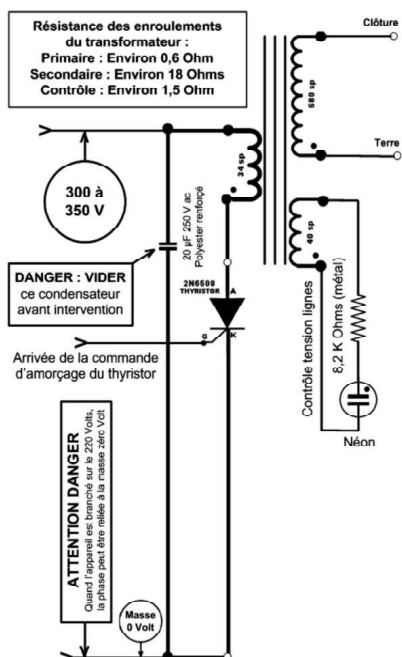 Résistance des enroulements
du transformateur :
Primaire : Environ 0,6 Ohm
Secondaire : Environ 18 Ohms
Contrôle : Environ 1,5 Ohm
Clôture
680 sp
Terre
34 sp
300 à
350 V
20 µF 250 V ac
Polyester renforcé
40 sp
Contrôle tension lignes
8,2 K Ohms (métal)
Néon
DANGER : VIDER
ce condensateur
avant intervention
2N6508
THYRISTOR
A
G
K
Arrivée de la commande
d'amorçage du thyristor
ATTENTION DANGER
Quand l'appareil est branché sur le 220 Volts,
la phase peut être reliée à la masse zéro Volt
Masse
0 Volt